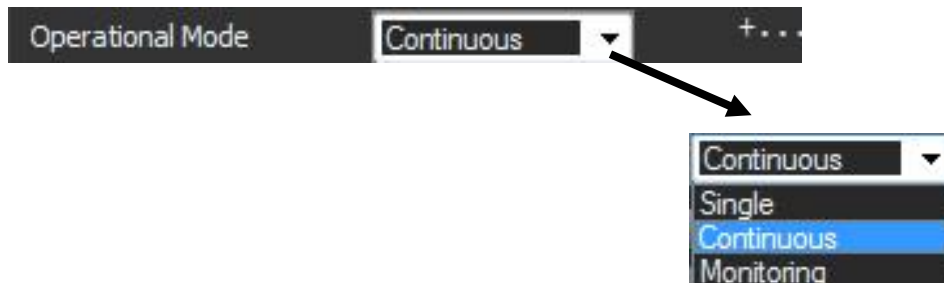 Operational Mode Continuous +...
Continuous
Single
Continuous
Monitoring